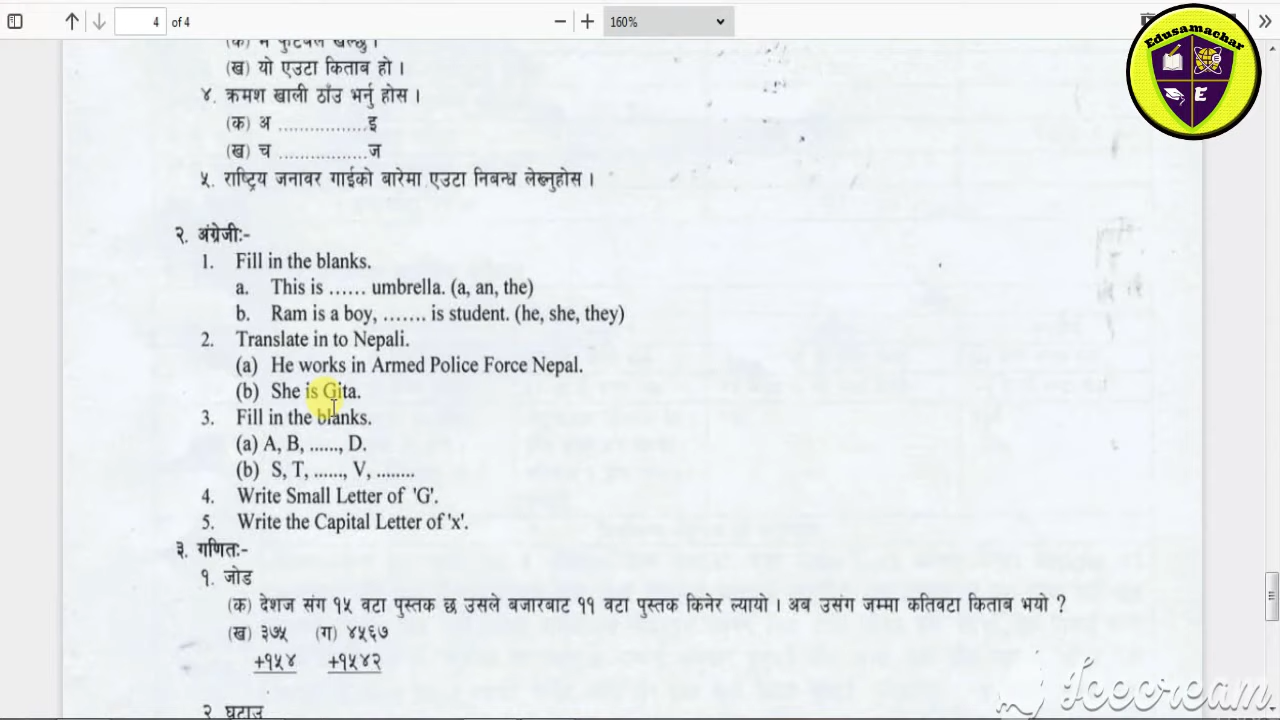 4 of 4
160%
Edusamachar
E
(क) म फुटबल खेल्छु ।
(ख) यो एउटा किताब हो ।
४. क्रमश खाली ठाँउ भर्नु होस ।
(क) अ .................इ
(ख) च .................ज
५. राष्ट्रिय जनावर गाईको बारेमा एउटा निबन्ध लेख्नुहोस ।
२. अंग्रेजीः-
1. Fill in the blanks.
a. This is ...... umbrella. (a, an, the)
b. Ram is a boy, ....... is student. (he, she, they)
2. Translate in to Nepali.
(a) He works in Armed Police Force Nepal.
(b) She is Gita.
3. Fill in the blanks.
(a) A, B, ......, D.
(b) S, T, ......, V, ........
4. Write Small Letter of 'G'.
5. Write the Capital Letter of 'x'.
३. गणितः-
१. जोड
(क) देशज संग १५ वटा पुस्तक छ उसले बजारबाट ११ वटा पुस्तक किनेर ल्यायो । अब उसंग जम्मा कतिवटा किताब भयो ?
(ख) ३७५ (ग) ४५६७
+१५४ +१५४२
२ घटाउ
Icecream